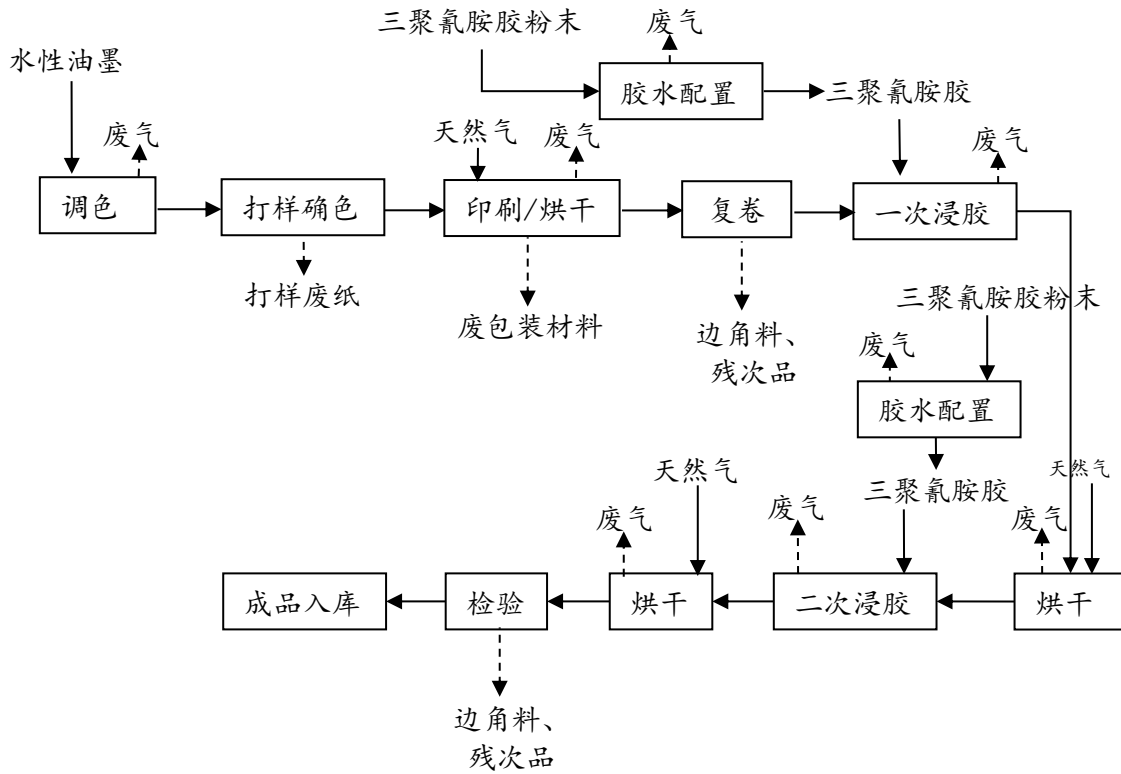 三聚氰胺胶粉末
废气
水性油墨
胶水配置
三聚氰胺胶
废气
天然气
废气
废气
调色
打样确色
印刷/烘干
复卷
一次浸胶
打样废纸
废包装材料
边角料、
残次品
三聚氰胺胶粉末
废气
胶水配置
天然气
三聚氰胺胶
天然气
废气
废气
废气
成品入库
检验
烘干
二次浸胶
烘干
边角料、
残次品